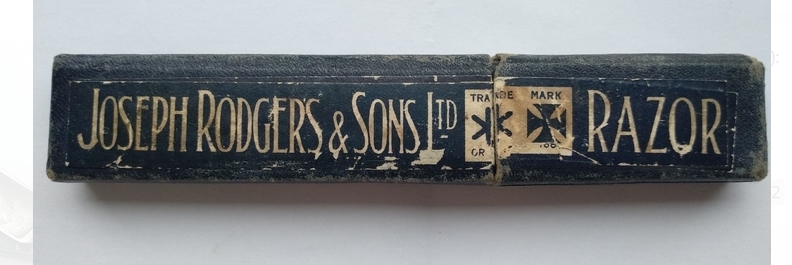 JOSEPH RODGERS & SONS LTD TRADE MARK RAZOR